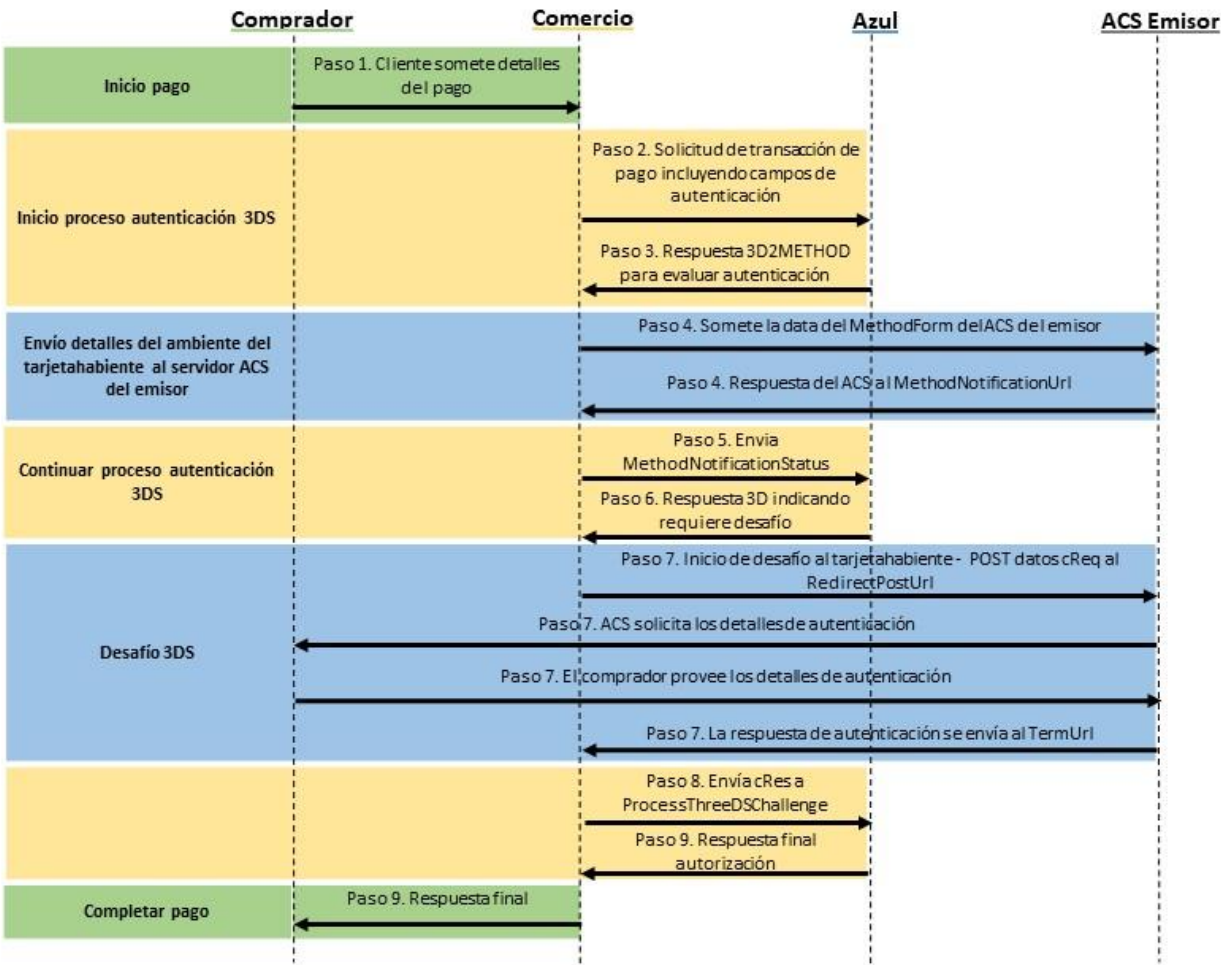 Comprador
Comercio
Azul
ACS Emisor
Inicio pago
Paso 1. Cliente somete detalles
del pago
Inicio proceso autenticación 3DS
Paso 2. Solicitud de transacción de
pago incluyendo campos de
autenticación
Paso 3. Respuesta 3D2METHOD
para evaluar autenticación
Envío detalles del ambiente del
tarjetahabiente al servidor ACS
del emisor
Paso 4. Somete la data del MethodForm del ACS del emisor
Paso 4. Respuesta del ACS al MethodNotificationUrl
Continuar proceso autenticación
3DS
Paso 5. Envia
MethodNotificationStatus
Paso 6. Respuesta 3D indicando
requiere desafío
Desafío 3DS
Paso 7. Inicio de desafío al tarjetahabiente - POST datos cReq al
RedirectPostUrl
Paso 7. ACS solicita los detalles de autenticación
Paso 7. El comprador provee los detalles de autenticación
Paso 7. La respuesta de autenticación se envía al TermUrl
Paso 8. Envía cRes a
ProcessThreeDSChallenge
Paso 9. Respuesta final
autorización
Completar pago
Paso 9. Respuesta final